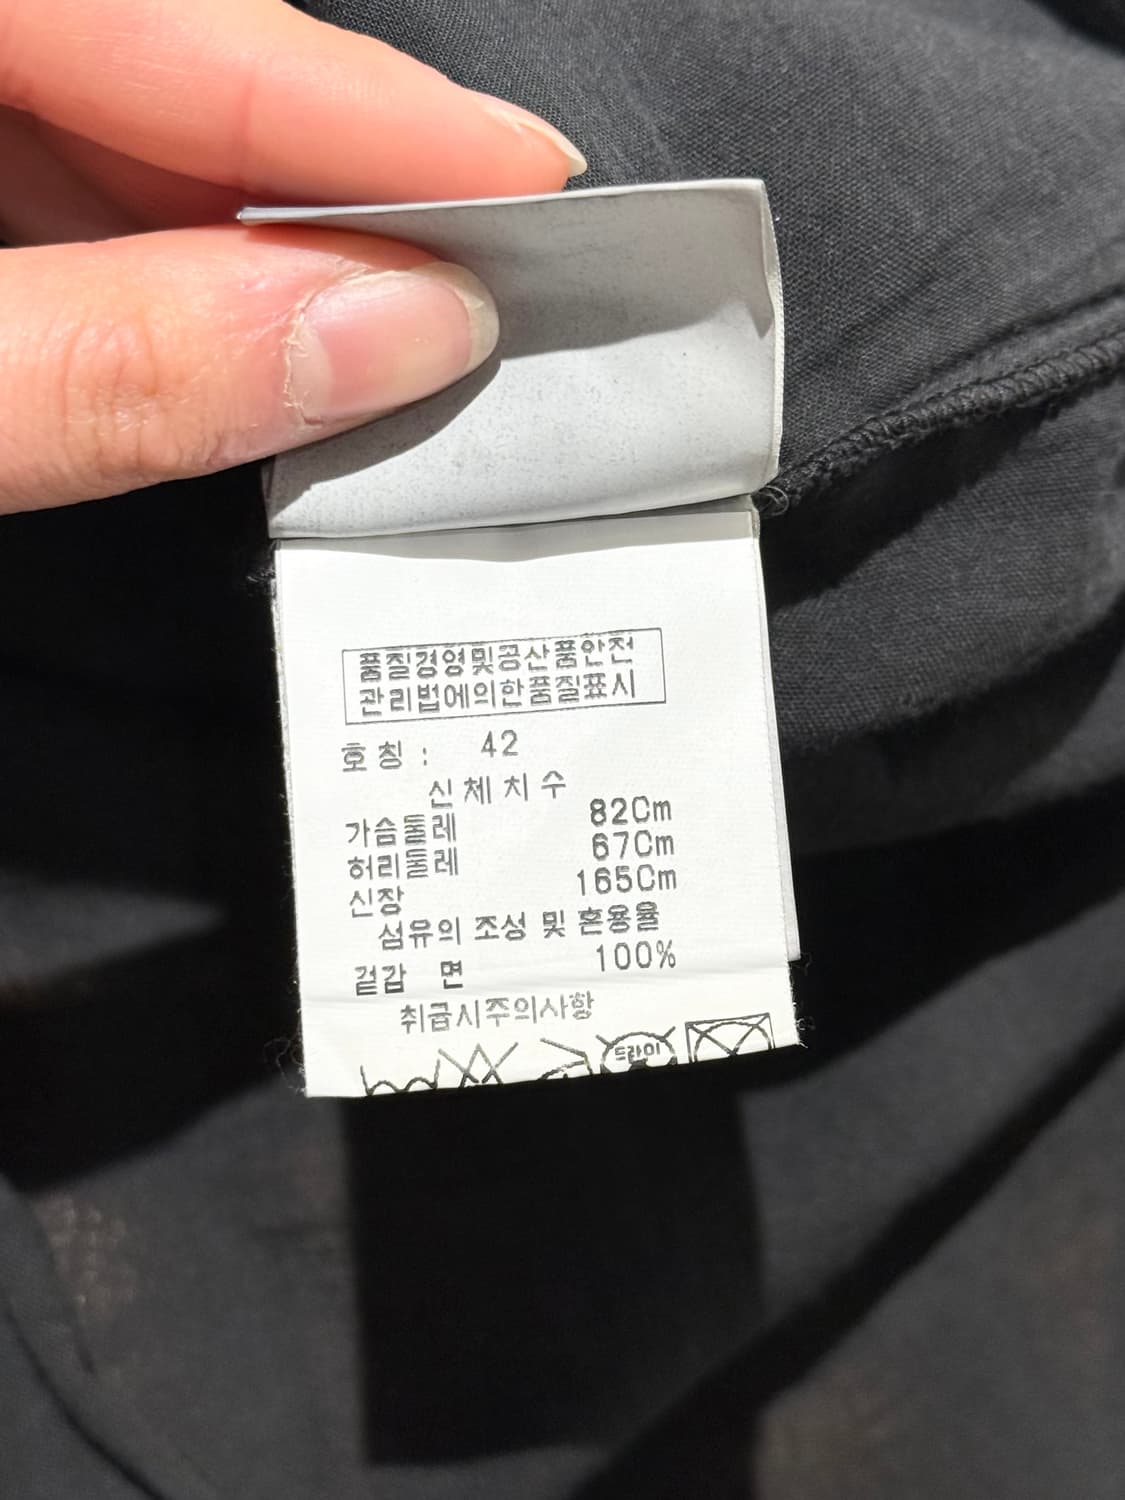 품질경영및공산품안전
관리법에의한품질표시
호칭: 42
신체치수
가슴둘레 82Cm
허리둘레 67Cm
신장 165Cm
섬유의 조성 및 혼용율
겉감 면 100%
취급시주의사항
드라이